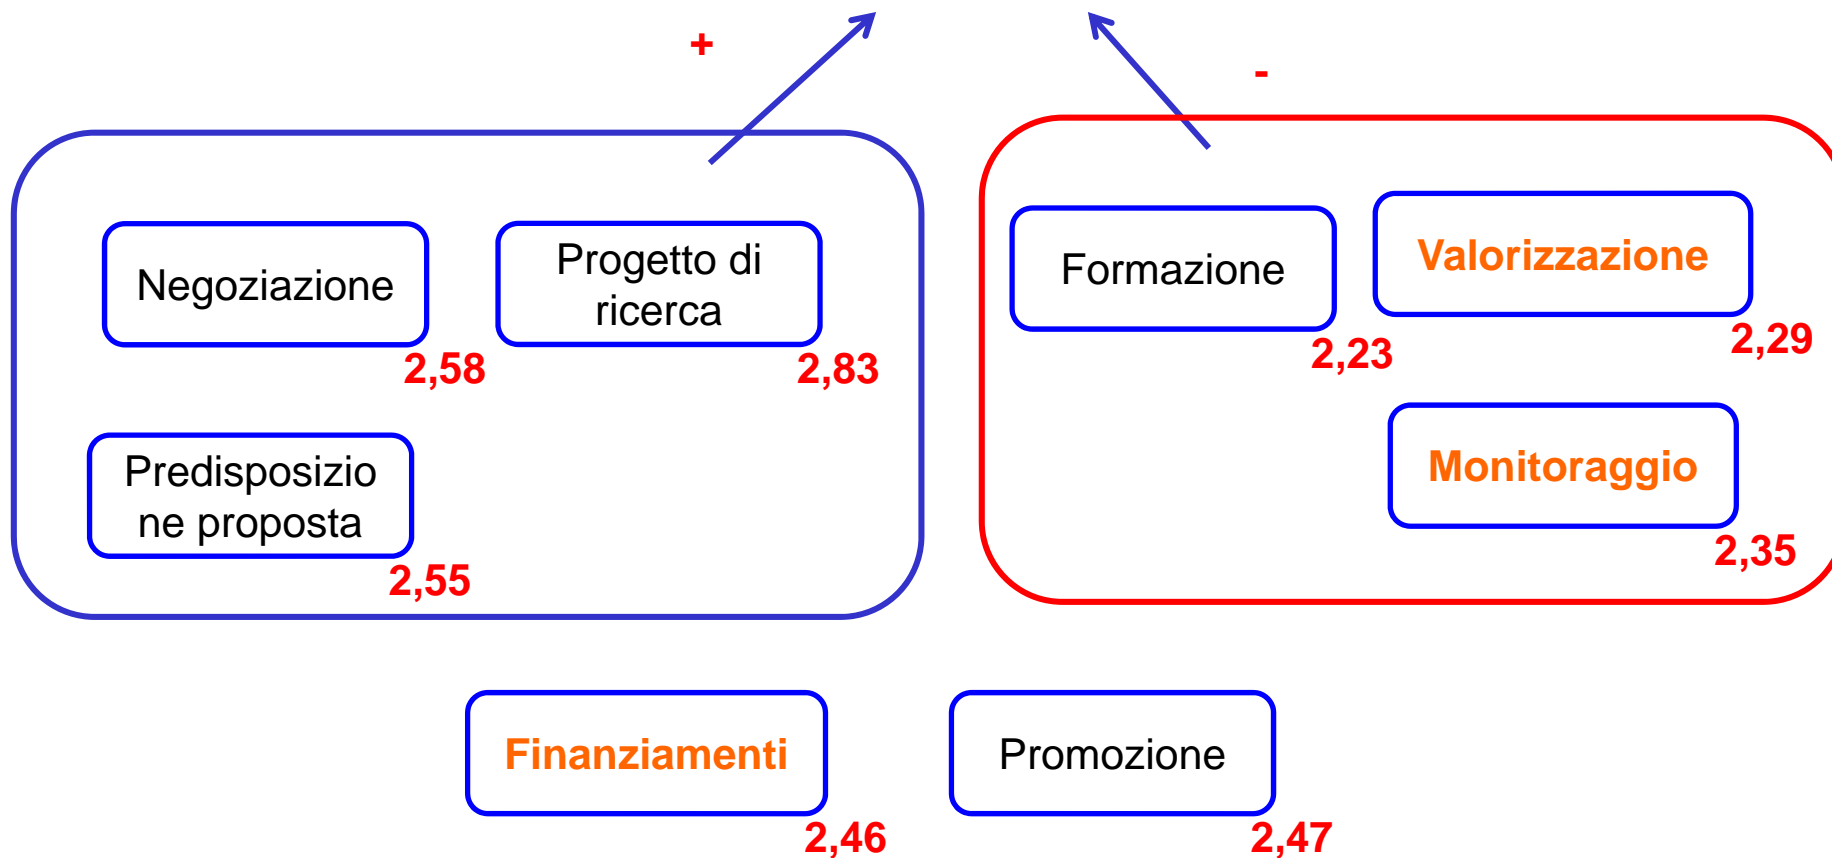 +
-
Negoziazione
2,58
Progetto di
ricerca
2,83
Predisposizio
ne proposta
2,55
Formazione
2,23
Valorizzazione
2,29
Monitoraggio
2,35
Finanziamenti
2,46
Promozione
2,47